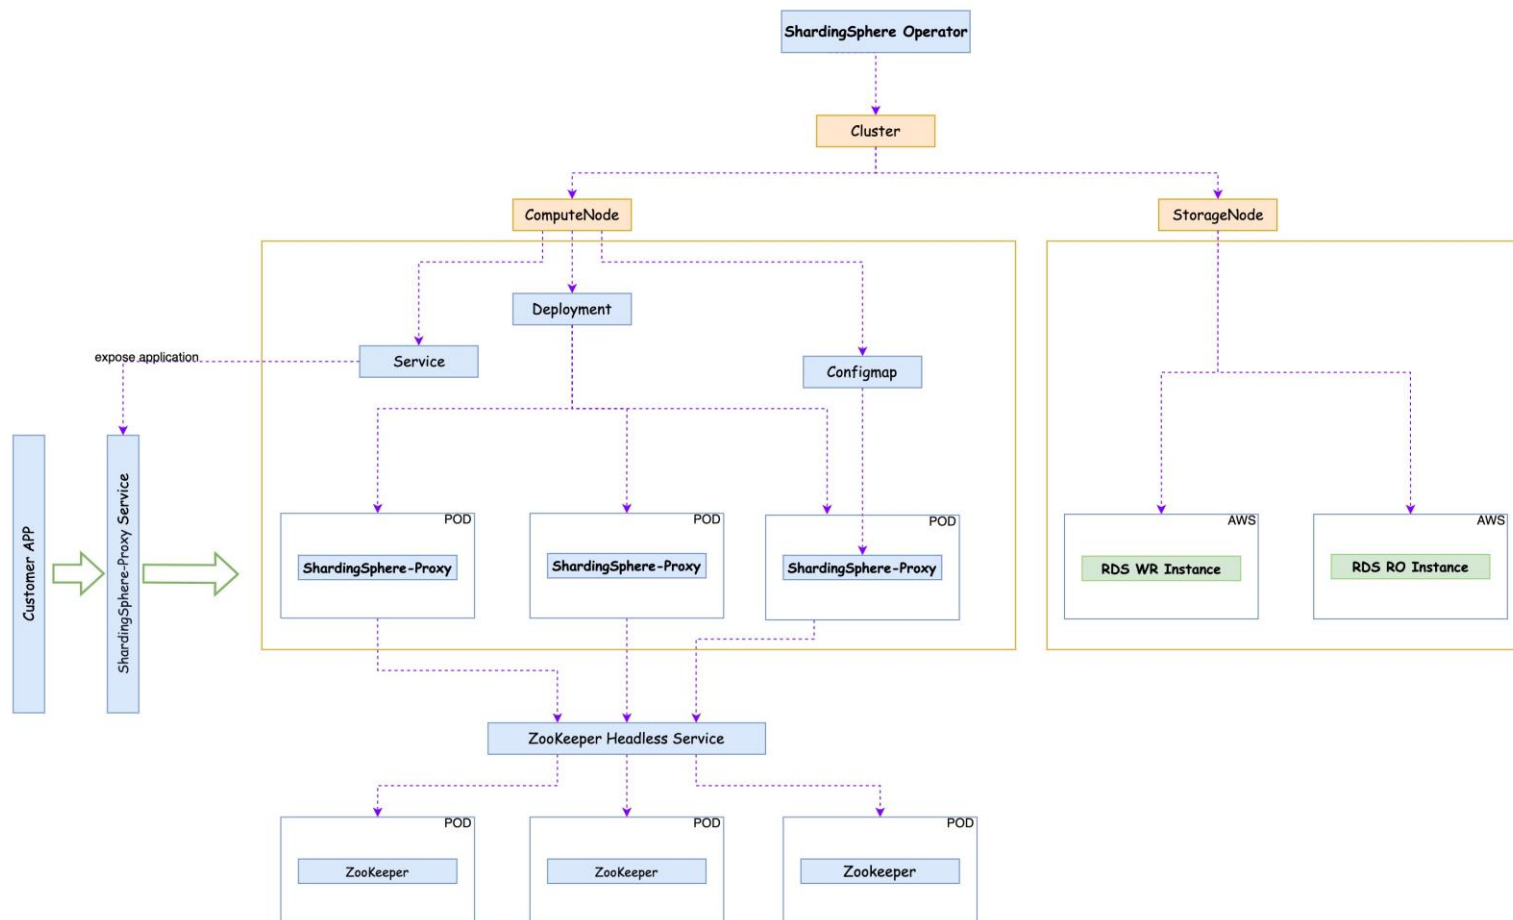 ShardingSphere Operator
Cluster
ComputeNode
StorageNode
Deployment
Service
expose application
Configmap
Customer APP
ShardingSphere-Proxy Service
POD
ShardingSphere-Proxy
POD
ShardingSphere-Proxy
POD
ShardingSphere-Proxy
AWS
RDS WR Instance
AWS
RDS RO Instance
ZooKeeper Headless Service
POD
ZooKeeper
POD
ZooKeeper
POD
Zookeeper